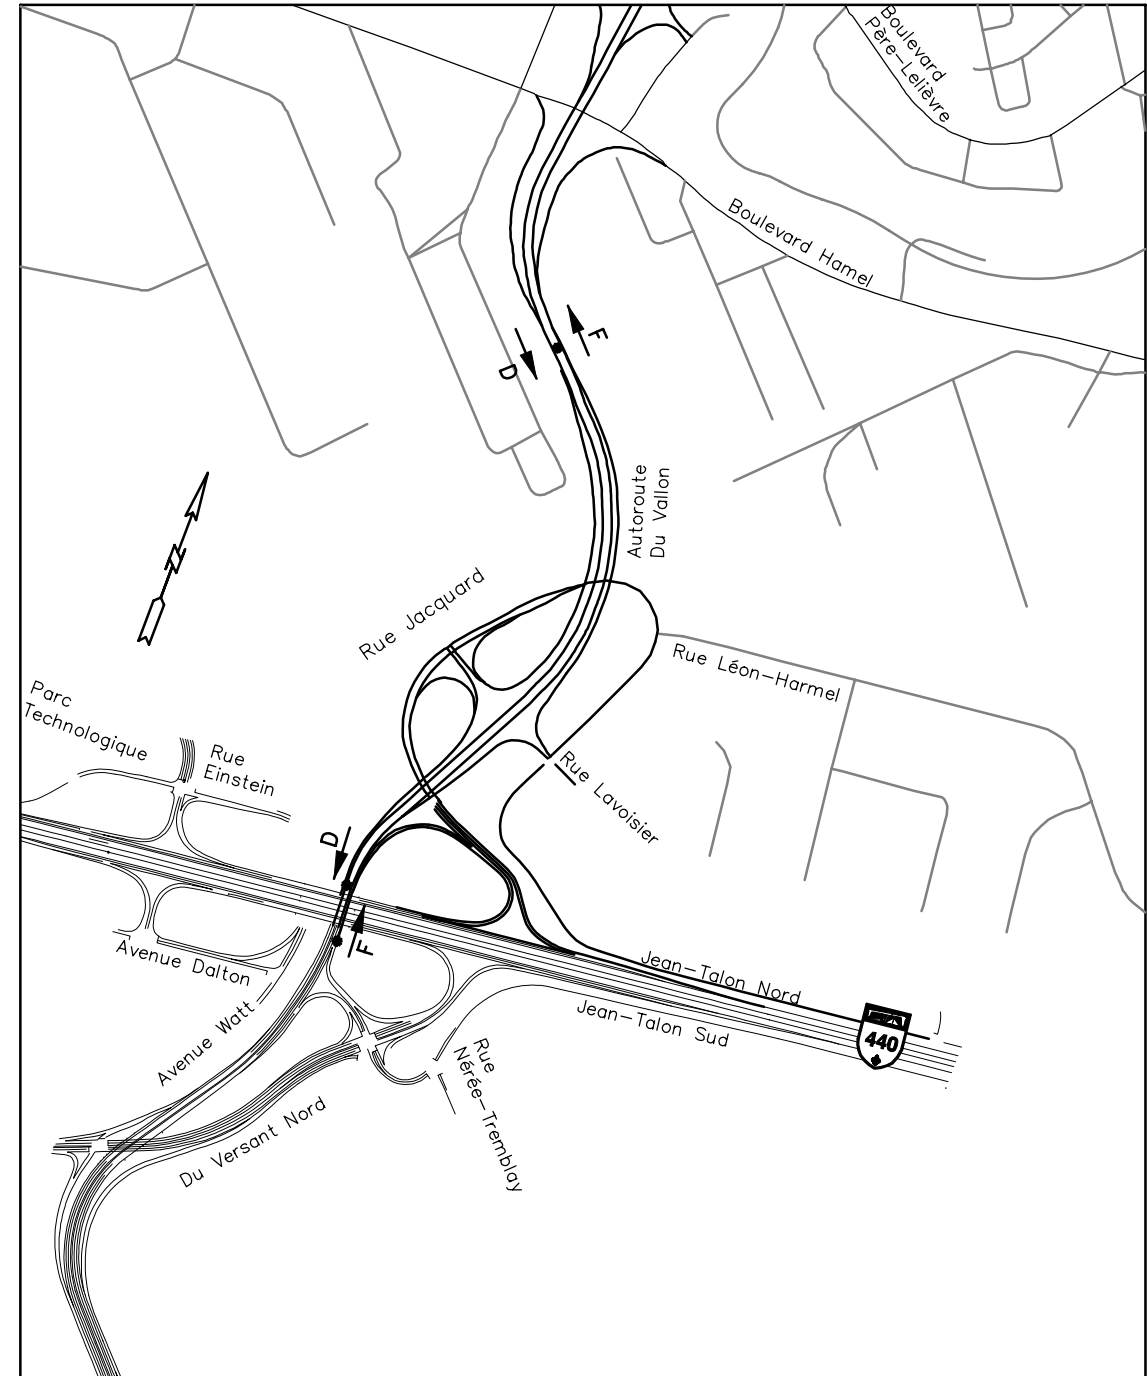 Boulevard
Père-Lelièvre
Boulevard Hamel
F
D
Autoroute
Du Vallon
N
Rue Jacquard
Rue Léon-Harmel
Parc
Technologique
Rue
Einstein
Rue Lavoisier
D
F
Avenue Dalton
Jean-Talon Nord
Jean-Talon Sud
440
Avenue Watt
Rue
Nérée-Tremblay
Du Versant Nord